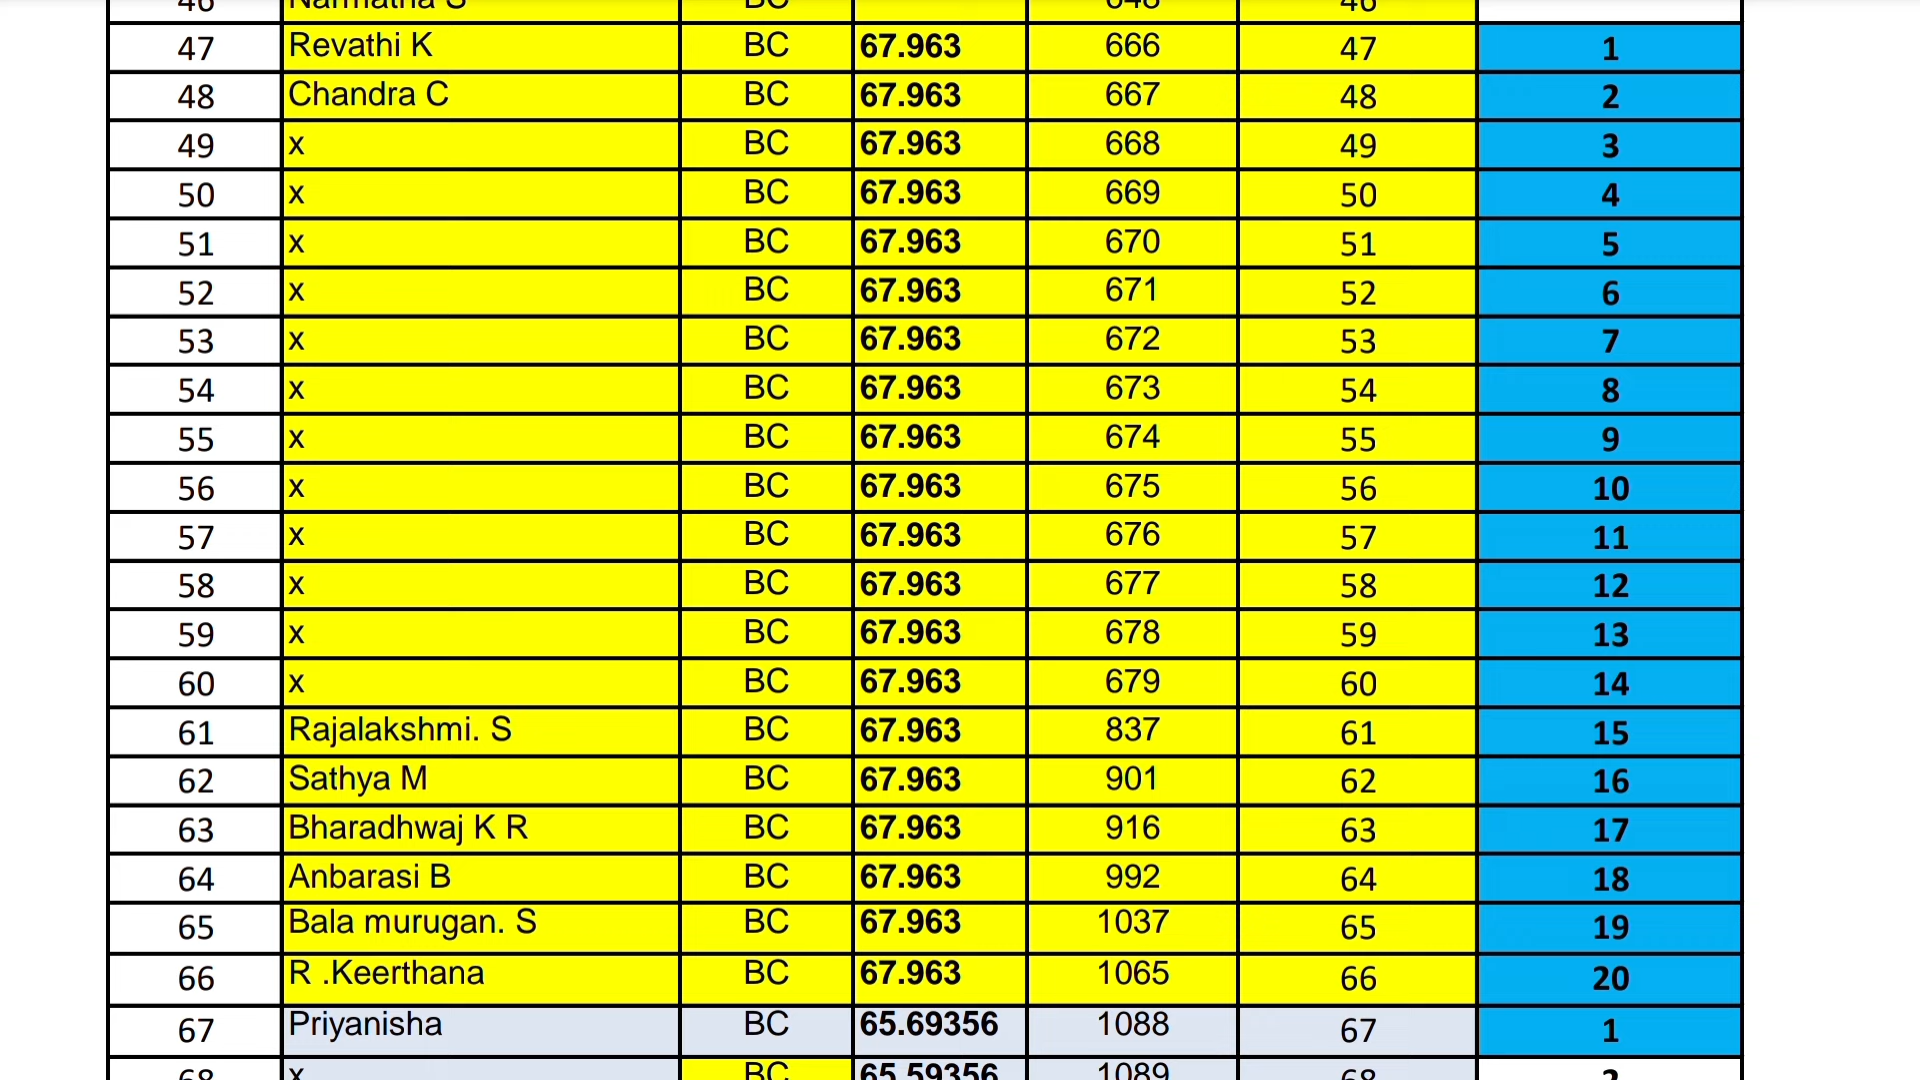 46 Narmatha S BC 648 46
47 Revathi K BC 67.963 666 47 1
48 Chandra C BC 67.963 667 48 2
49 x BC 67.963 668 49 3
50 x BC 67.963 669 50 4
51 x BC 67.963 670 51 5
52 x BC 67.963 671 52 6
53 x BC 67.963 672 53 7
54 x BC 67.963 673 54 8
55 x BC 67.963 674 55 9
56 x BC 67.963 675 56 10
57 x BC 67.963 676 57 11
58 x BC 67.963 677 58 12
59 x BC 67.963 678 59 13
60 x BC 67.963 679 60 14
61 Rajalakshmi. S BC 67.963 837 61 15
62 Sathya M BC 67.963 901 62 16
63 Bharadhwaj K R BC 67.963 916 63 17
64 Anbarasi B BC 67.963 992 64 18
65 Bala murugan. S BC 67.963 1037 65 19
66 R .Keerthana BC 67.963 1065 66 20
67 Priyanisha BC 65.69356 1088 67 1
68 x BC 65.59356 1089 68 2